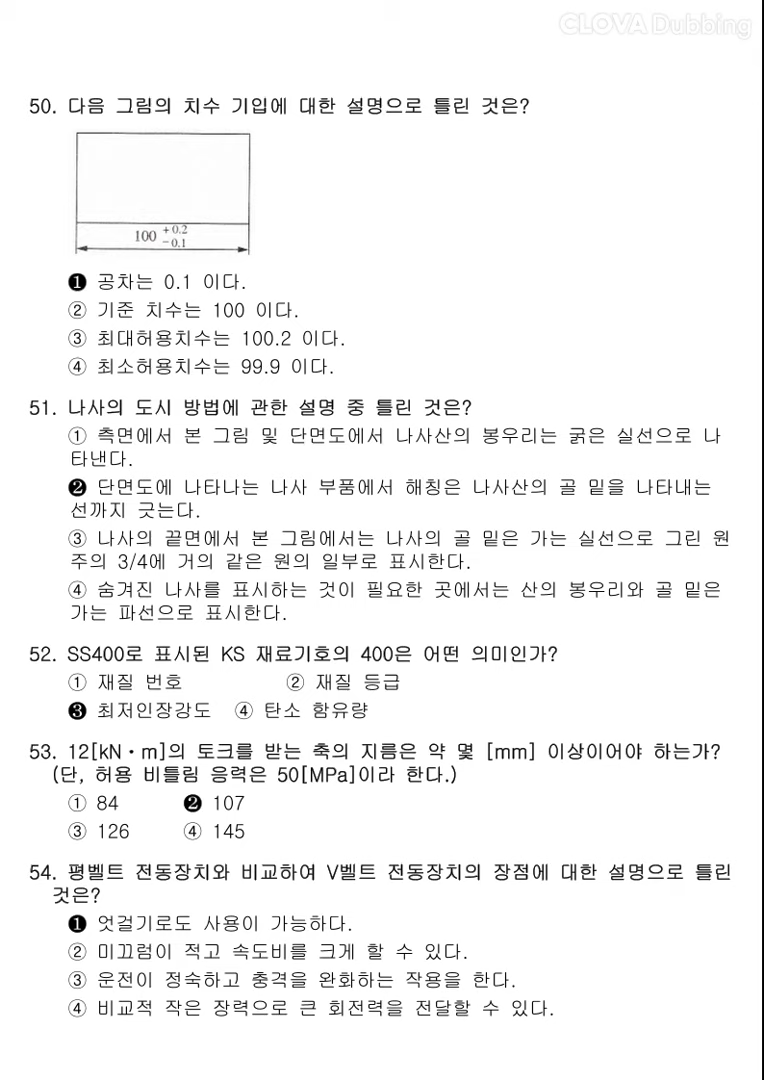 CLOVA Dubbing
50. 다음 그림의 치수 기입에 대한 설명으로 틀린 것은?
100 +0.2 -0.1
❶ 공차는 0.1 이다.
② 기준 치수는 100 이다.
③ 최대허용치수는 100.2 이다.
④ 최소허용치수는 99.9 이다.
51. 나사의 도시 방법에 관한 설명 중 틀린 것은?
① 측면에서 본 그림 및 단면도에서 나사산의 봉우리는 굵은 실선으로 나
타낸다.
❷ 단면도에 나타나는 나사 부품에서 해칭은 나사산의 골 밑을 나타내는
선까지 긋는다.
③ 나사의 끝면에서 본 그림에서는 나사의 골 밑은 가는 실선으로 그린 원
주의 3/4에 거의 같은 원의 일부로 표시한다.
④ 숨겨진 나사를 표시하는 것이 필요한 곳에서는 산의 봉우리와 골 밑은
가는 파선으로 표시한다.
52. SS400로 표시된 KS 재료기호의 400은 어떤 의미인가?
① 재질 번호 ② 재질 등급
❸ 최저인장강도 ④ 탄소 함유량
53. 12[kN·m]의 토크를 받는 축의 지름은 약 몇 [mm] 이상이어야 하는가?
(단, 허용 비틀림 응력은 50[MPa]이라 한다.)
① 84 ❷ 107
③ 126 ④ 145
54. 평벨트 전동장치와 비교하여 V벨트 전동장치의 장점에 대한 설명으로 틀린
것은?
❶ 엇걸기로도 사용이 가능하다.
② 미끄럼이 적고 속도비를 크게 할 수 있다.
③ 운전이 정숙하고 충격을 완화하는 작용을 한다.
④ 비교적 작은 장력으로 큰 회전력을 전달할 수 있다.